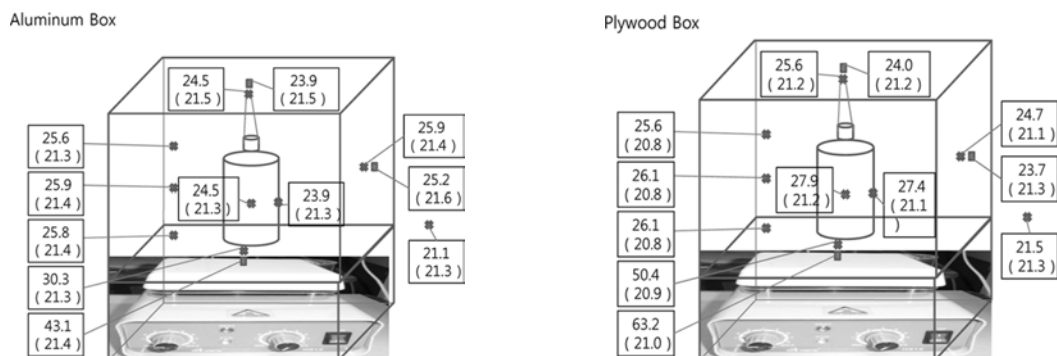 Aluminum Box
24.5
( 21.5 )
23.9
( 21.5 )
25.6
( 21.3 )
25.9
( 21.4 )
25.9
( 21.4 )
25.2
( 21.6 )
24.5
( 21.3 )
23.9
( 21.3 )
25.8
( 21.4 )
21.1
( 21.3 )
30.3
( 21.3 )
43.1
( 21.4 )
Plywood Box
25.6
( 21.2 )
24.0
( 21.2 )
25.6
( 20.8 )
24.7
( 21.1 )
26.1
( 20.8 )
23.7
( 21.3 )
27.9
( 21.2 )
27.4
( 21.1
)
26.1
( 20.8 )
21.5
( 21.3 )
50.4
( 20.9 )
63.2
( 21.0 )